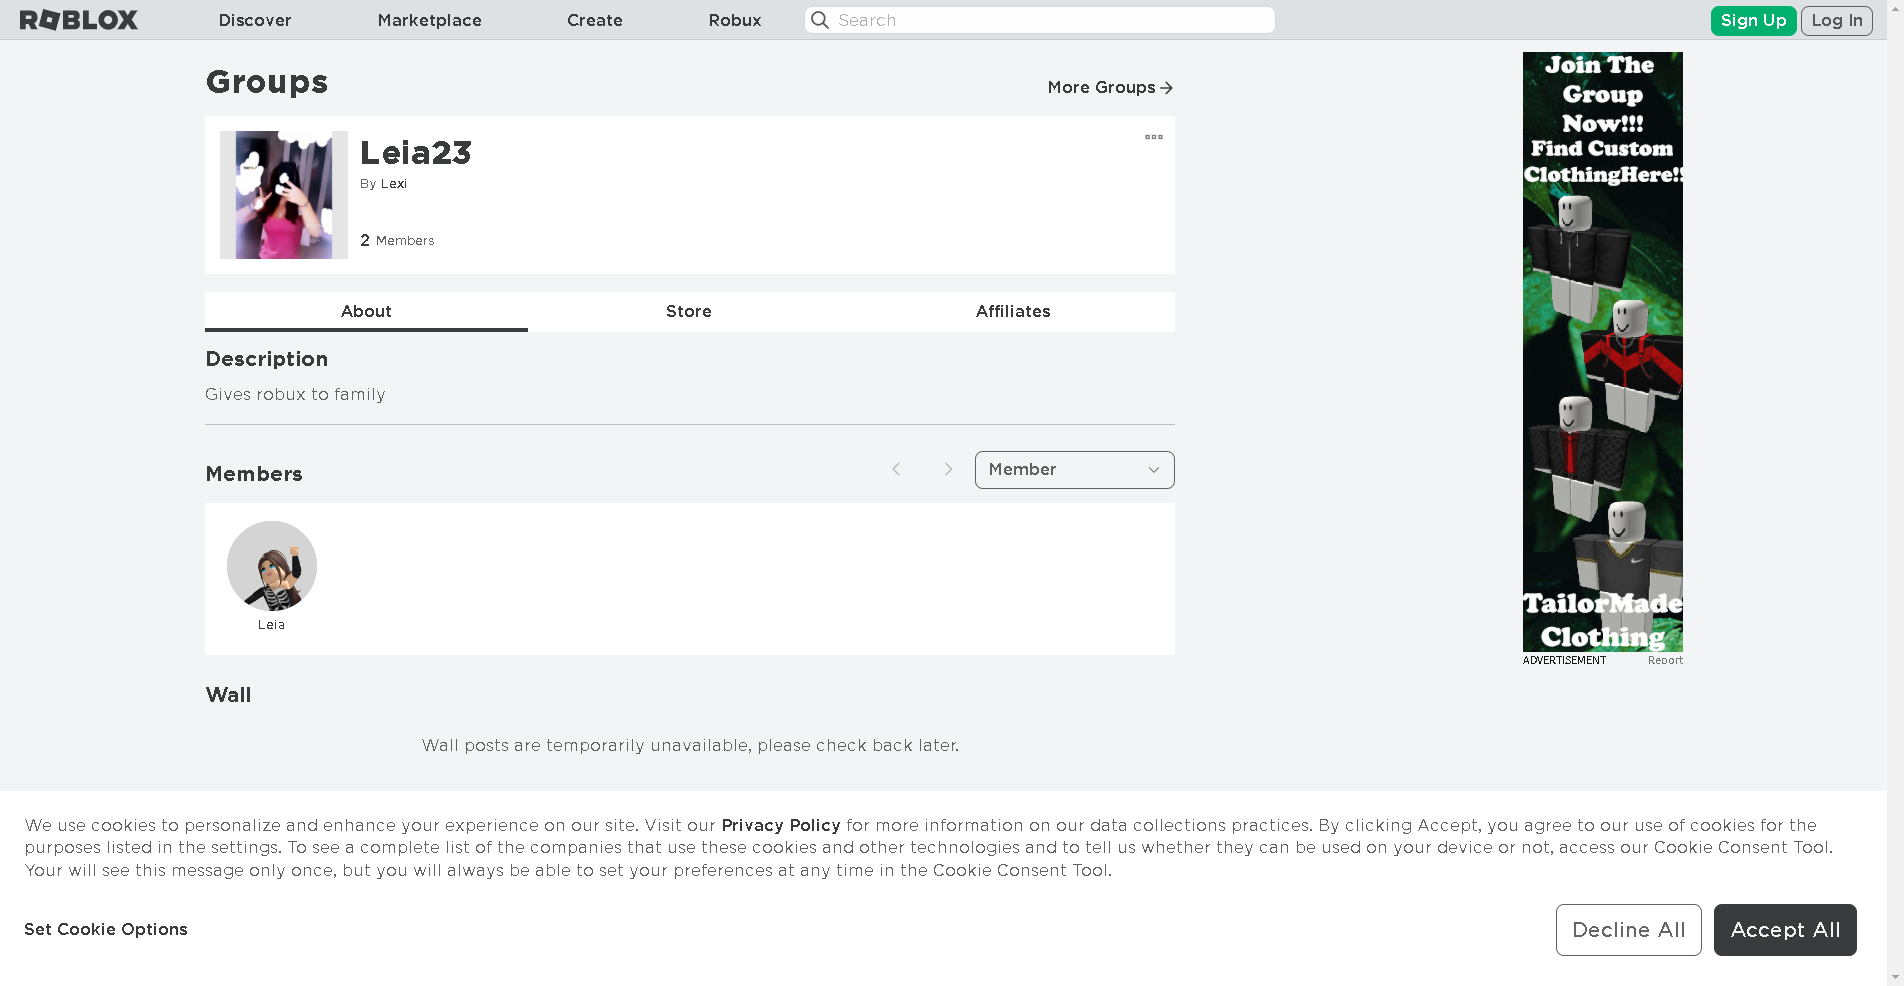 ROBLOX
Discover
Marketplace
Create
Robux
Search
Sign Up
Log In
Groups
More Groups
Leia23
By Lexi
2 Members
About
Store
Affiliates
Description
Gives robux to family
Members
Member
Leia
Wall
Wall posts are temporarily unavailable, please check back later.
Join The
Group
Now!!!
Find Custom
ClothingHere!!
TailorMade
Clothing
ADVERTISEMENT
Report
We use cookies to personalize and enhance your experience on our site. Visit our Privacy Policy for more information on our data collections practices. By clicking Accept, you agree to our use of cookies for the
purposes listed in the settings. To see a complete list of the companies that use these cookies and other technologies and to tell us whether they can be used on your device or not, access our Cookie Consent Tool.
Your will see this message only once, but you will always be able to set your preferences at any time in the Cookie Consent Tool.
Set Cookie Options
Decline All
Accept All